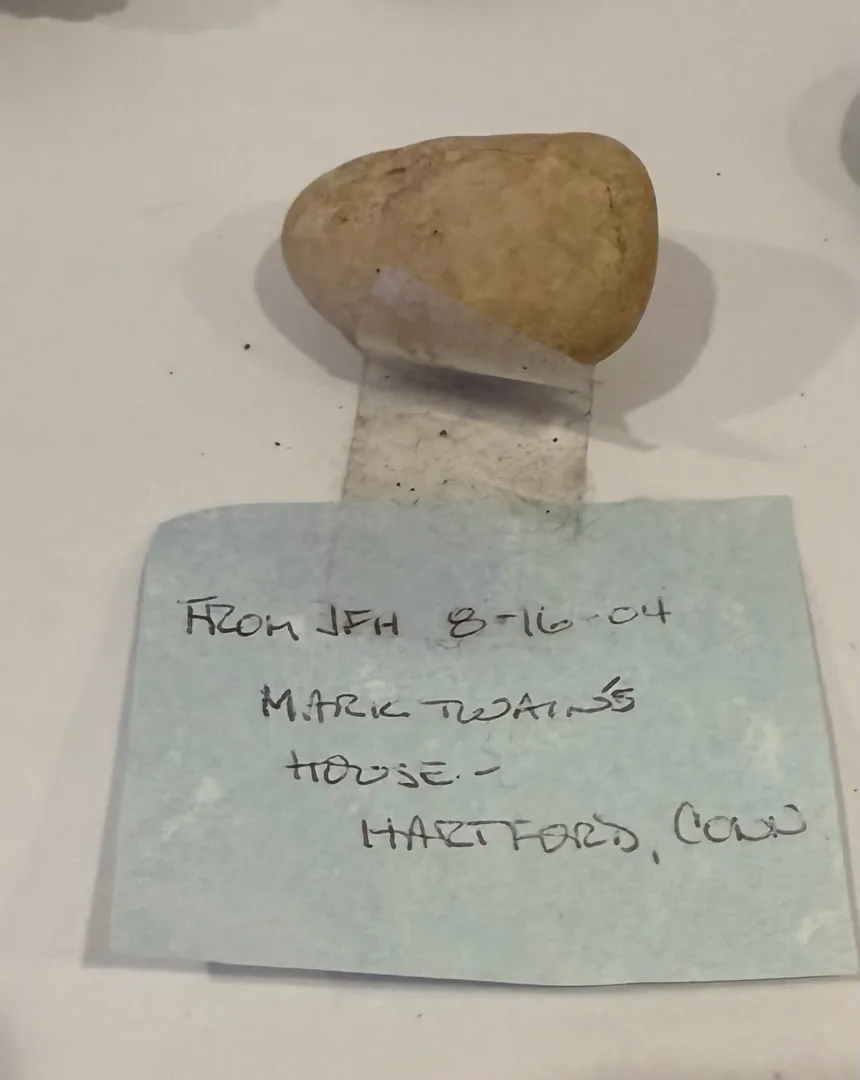 FROM JFH 8-16-04
MARK TWAIN'S
HOUSE -
HARTFORD, CONN